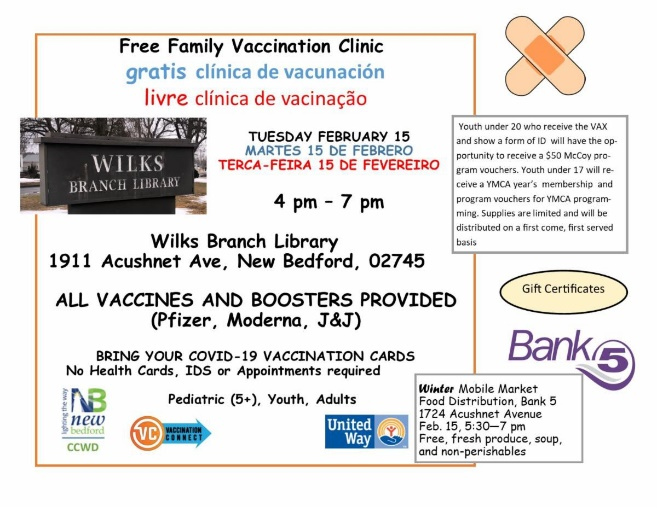 Free Family Vaccination Clinic
gratis clínica de vacunación
livre clínica de vacinação
WILKS
BRANCH LIBRARY
TUESDAY FEBRUARY 15
MARTES 15 DE FEBRERO
TERCA-FEIRA 15 DE FEVEREIRO
4 pm – 7 pm
Wilks Branch Library
1911 Acushnet Ave, New Bedford, 02745
ALL VACCINES AND BOOSTERS PROVIDED
(Pfizer, Moderna, J&J)
BRING YOUR COVID-19 VACCINATION CARDS
No Health Cards, IDS or Appointments required
Pediatric (5+), Youth, Adults
lighting the way
NB
new
bedford
CCWD
VC
VACCINATION
CONNECT
United
Way
Youth under 20 who receive the VAX
and show a form of ID will have the op-
portunity to receive a $50 McCoy pro-
gram vouchers. Youth under 17 will re-
ceive a YMCA year's membership and
program vouchers for YMCA program-
ming. Supplies are limited and will be
distributed on a first come, first served
basis
Gift Certificates
Bank5
Winter Mobile Market
Food Distribution, Bank 5
1724 Acushnet Avenue
Feb. 15, 5:30—7 pm
Free, fresh produce, soup,
and non-perishables